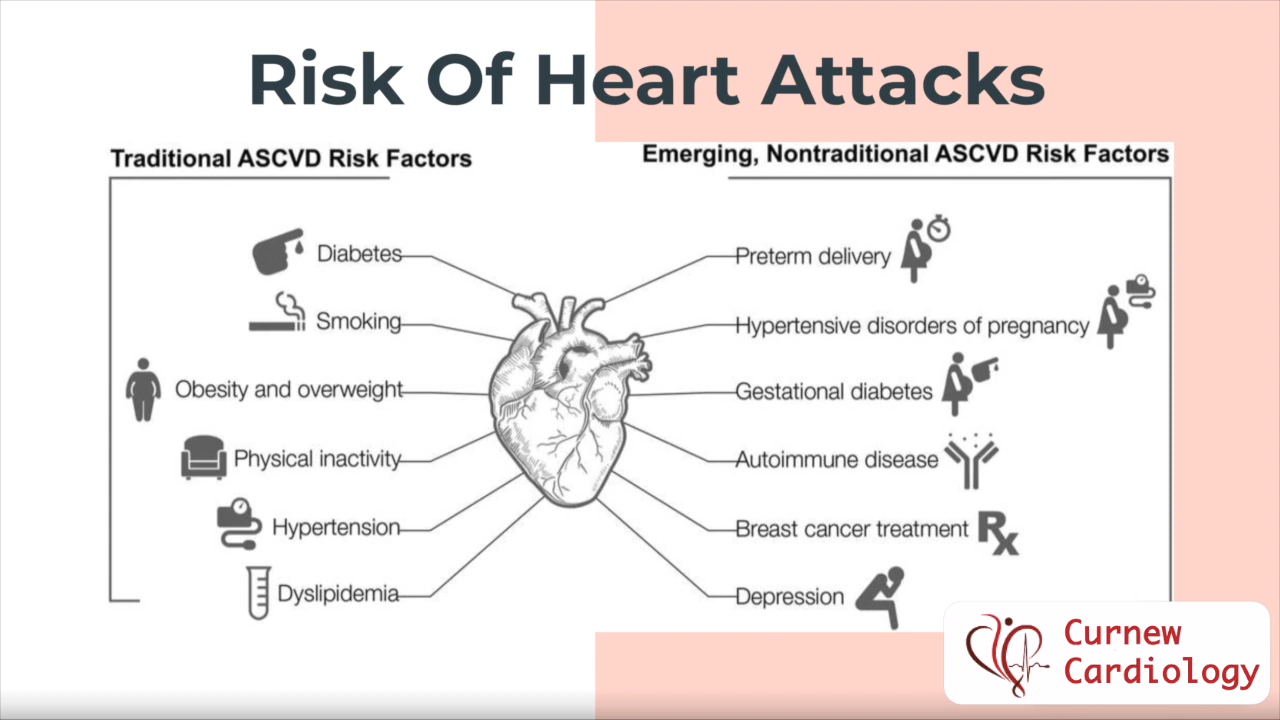 Risk Of Heart Attacks
Traditional ASCVD Risk Factors
Diabetes
Smoking
Obesity and overweight
Physical inactivity
Hypertension
Dyslipidemia
Emerging, Nontraditional ASCVD Risk Factors
Preterm delivery
Hypertensive disorders of pregnancy
Gestational diabetes
Autoimmune disease
Breast cancer treatment
Rx
Depression
Curnew
Cardiology